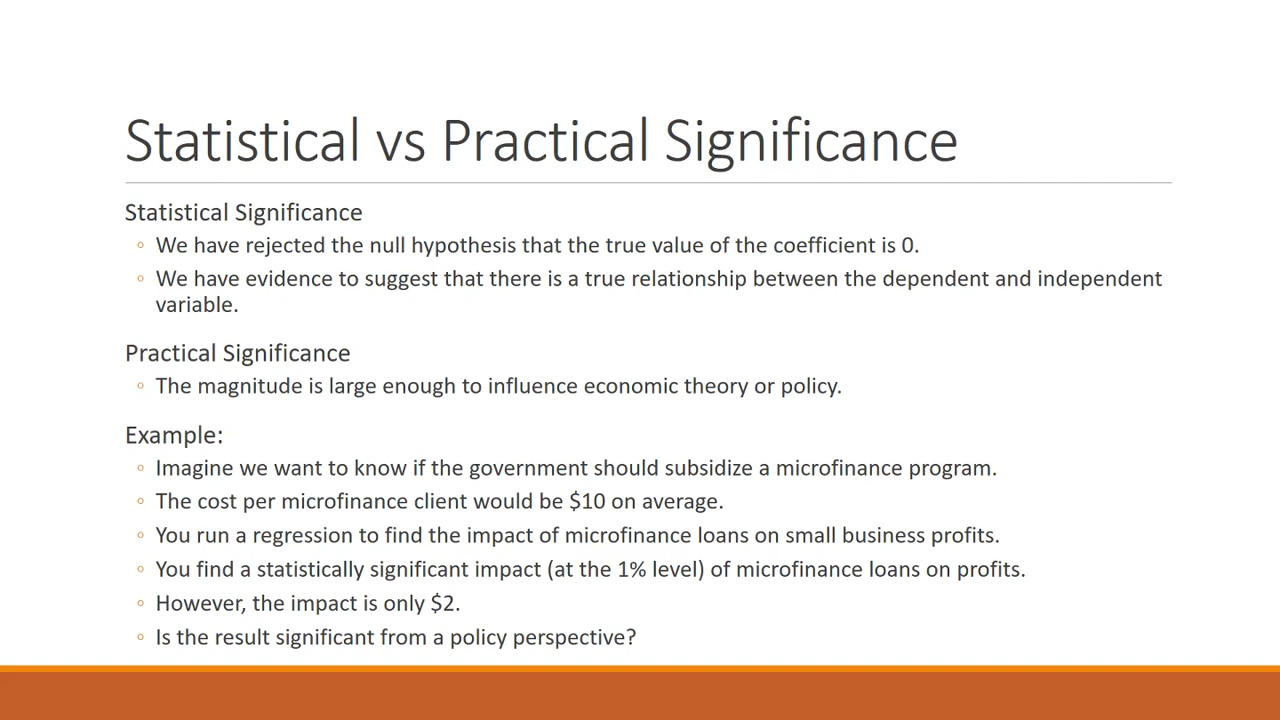 Statistical vs Practical Significance
Statistical Significance
◦ We have rejected the null hypothesis that the true value of the coefficient is 0.
◦ We have evidence to suggest that there is a true relationship between the dependent and independent
variable.
Practical Significance
◦ The magnitude is large enough to influence economic theory or policy.
Example:
◦ Imagine we want to know if the government should subsidize a microfinance program.
◦ The cost per microfinance client would be $10 on average.
◦ You run a regression to find the impact of microfinance loans on small business profits.
◦ You find a statistically significant impact (at the 1% level) of microfinance loans on profits.
◦ However, the impact is only $2.
◦ Is the result significant from a policy perspective?